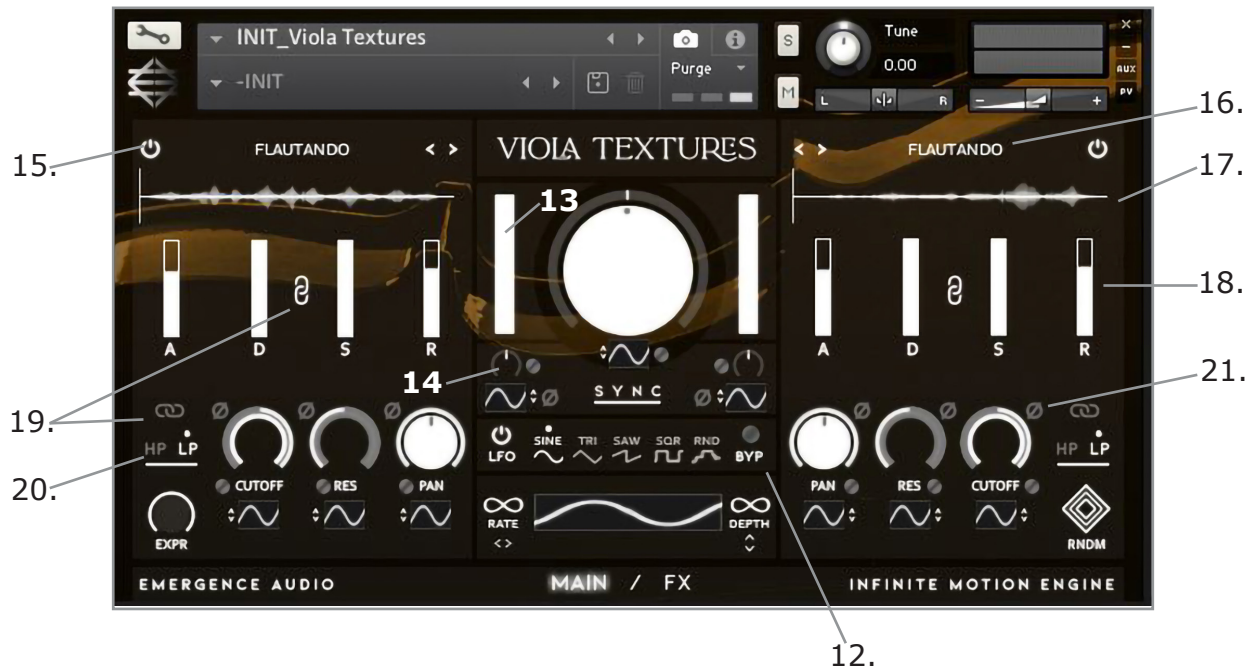 INIT_Viola Textures
-INIT
Purge
S
M
Tune
0.00
L R
- +
×
-
AUX
PV
15.
FLAUTANDO < >
VIOLA TEXTURES
< > FLAUTANDO
16.
17.
13
A D S R
A D S R
18.
14
SYNC
19.
20.
21.
HP LP
CUTOFF RES PAN
EXPR
LFO SINE TRI SAW SQR RND BYP
RATE
< >
DEPTH
PAN RES CUTOFF
HP LP
RNDM
EMERGENCE AUDIO
MAIN / FX
INFINITE MOTION ENGINE
12.